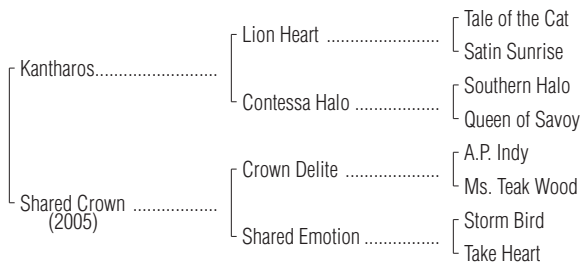 Tale of the Cat
Lion Heart ......................
Satin Sunrise
Kantharos........................
Southern Halo
Contessa Halo .................
Queen of Savoy
A.P. Indy
Crown Delite ...................
Ms. Teak Wood
Shared Crown ................
(2005)
Storm Bird
Shared Emotion ...............
Take Heart